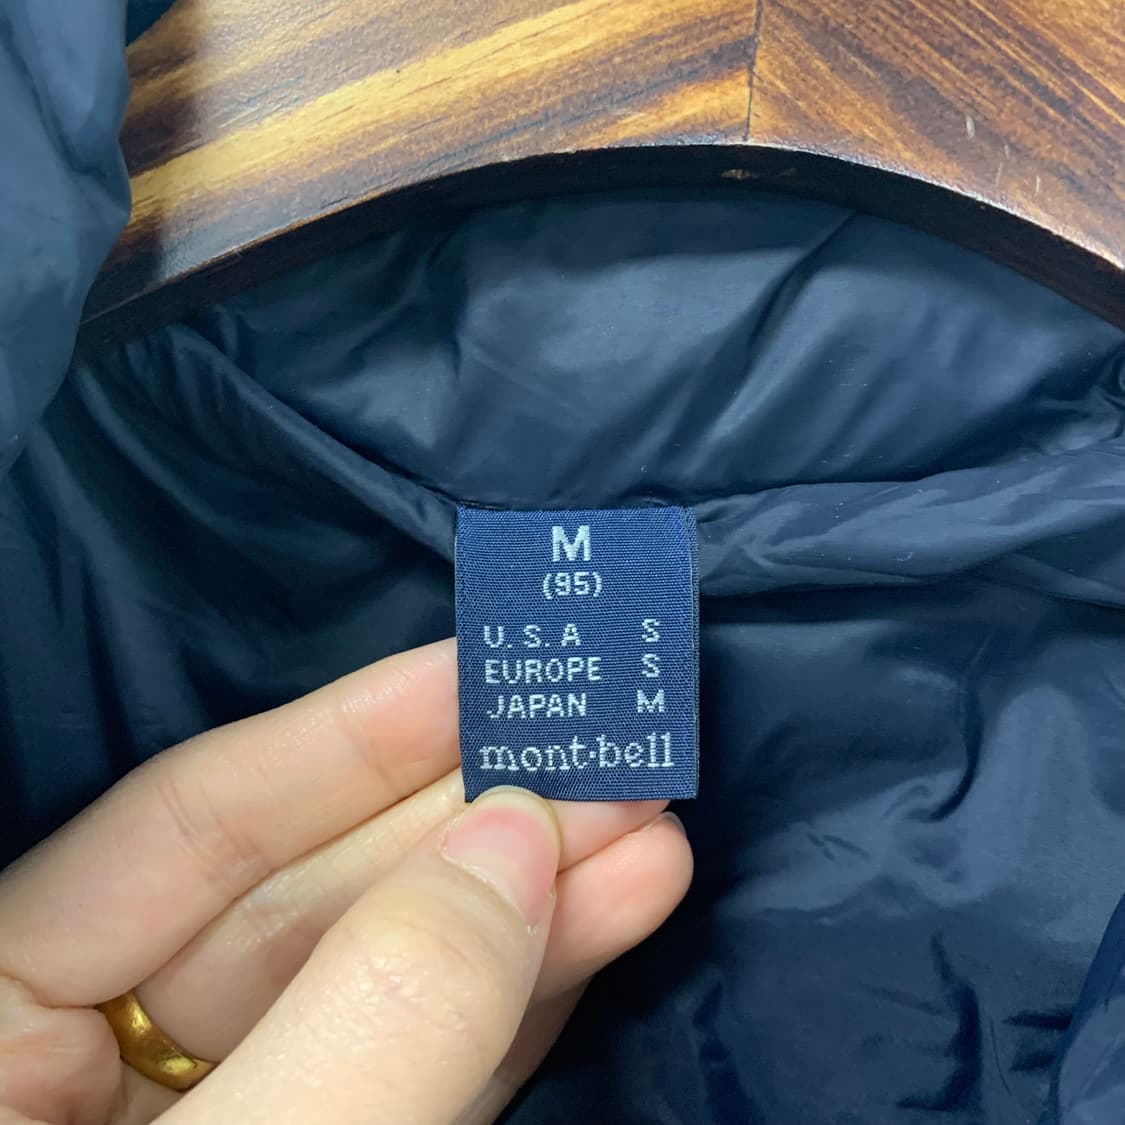 M
(95)
U.S.A S
EUROPE S
JAPAN M
mont-bell